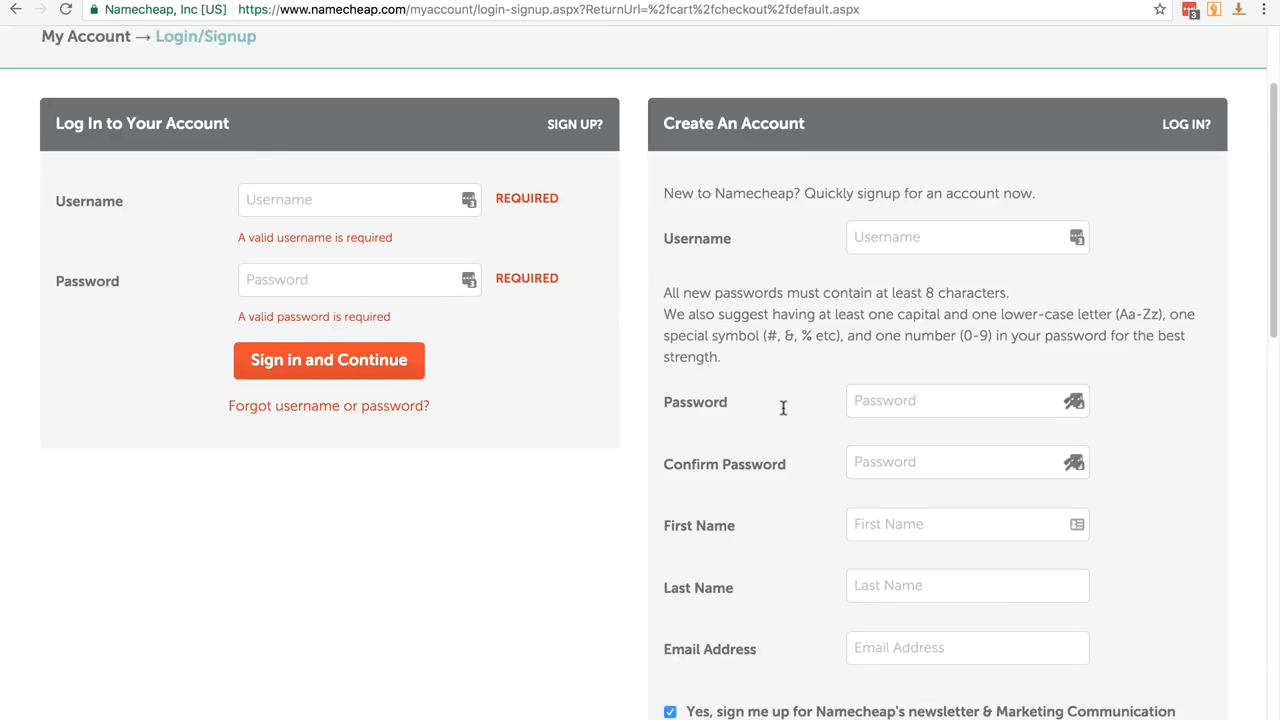 Namecheap, Inc [US] https://www.namecheap.com/myaccount/login-signup.aspx?ReturnUrl=%2fcart%2fcheckout%2fdefault.aspx
3
My Account → Login/Signup
Log In to Your Account SIGN UP?
Username Username 3 REQUIRED
A valid username is required
Password Password 3 REQUIRED
A valid password is required
Sign in and Continue
Forgot username or password?
Create An Account LOG IN?
New to Namecheap? Quickly signup for an account now.
Username Username 3
All new passwords must contain at least 8 characters.
We also suggest having at least one capital and one lower-case letter (Aa-Zz), one
special symbol (#, &, % etc), and one number (0-9) in your password for the best
strength.
Password Password
Confirm Password Password
First Name First Name
Last Name Last Name
Email Address Email Address
Yes, sign me up for Namecheap's newsletter & Marketing Communication